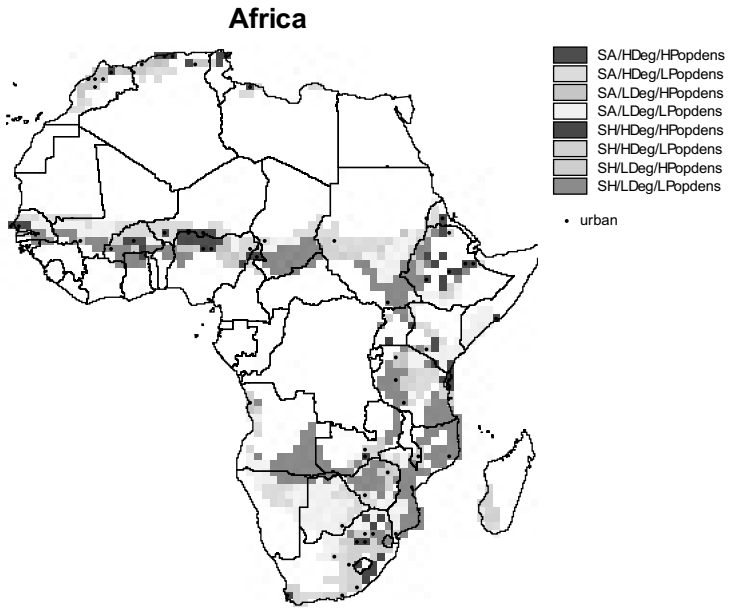 Africa
SA/HDeg/HPopdens
SA/HDeg/LPopdens
SA/LDeg/HPopdens
SA/LDeg/LPopdens
SH/HDeg/HPopdens
SH/HDeg/LPopdens
SH/LDeg/HPopdens
SH/LDeg/LPopdens
• urban